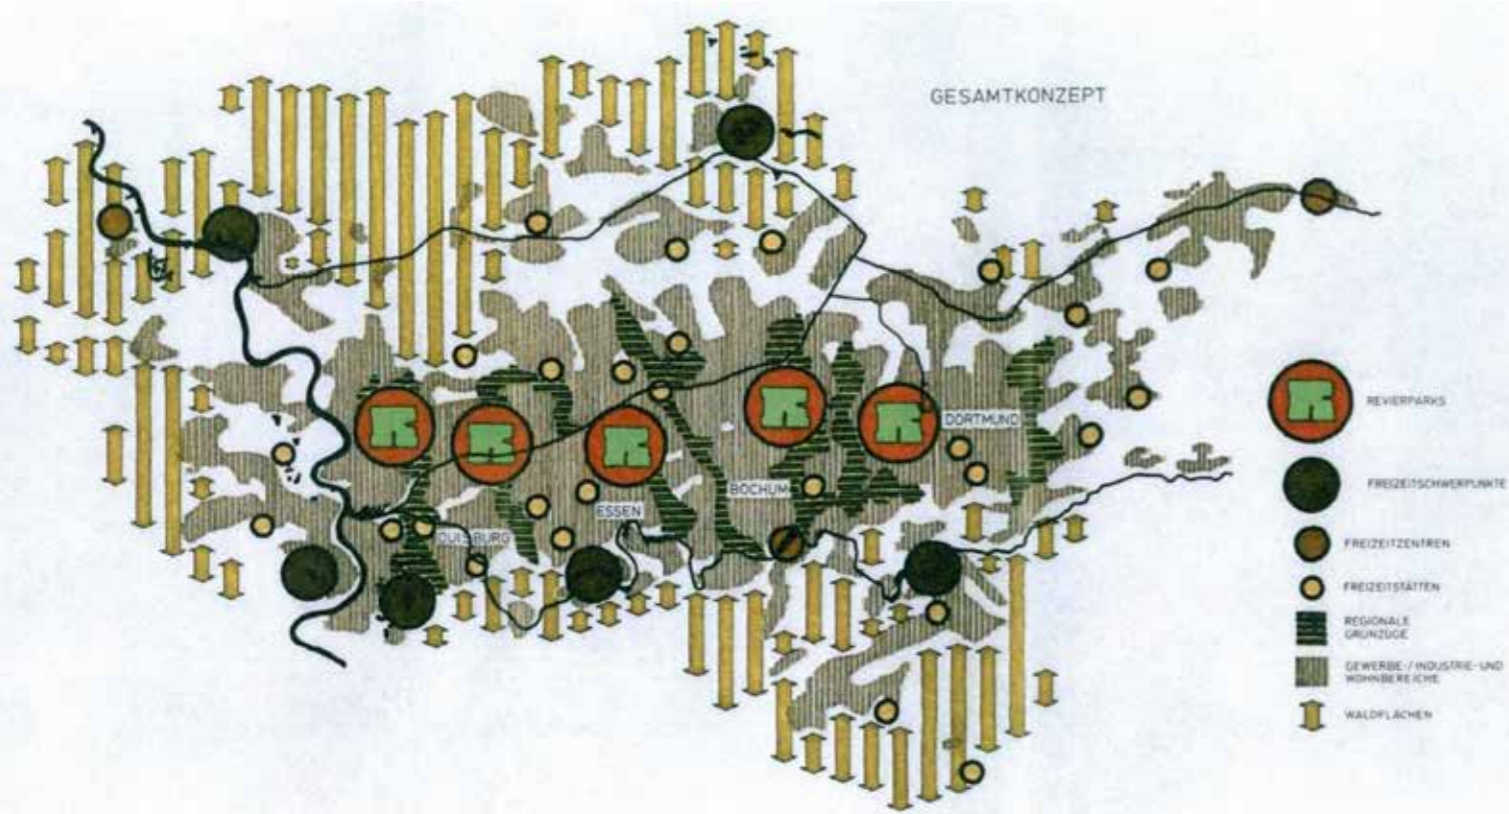 GESAMTKONZEPT
DORTMUND
BOCHUM
ESSEN
DUISBURG
REVIERPARKS
FREIZEITSCHWERPUNKTE
FREIZEITZENTREN
FREIZEITSTÄTTEN
REGIONALE
GRÜNZÜGE
GEWERBE-/INDUSTRIE-UND
WOHNBEREICHE
WALDFLÄCHEN